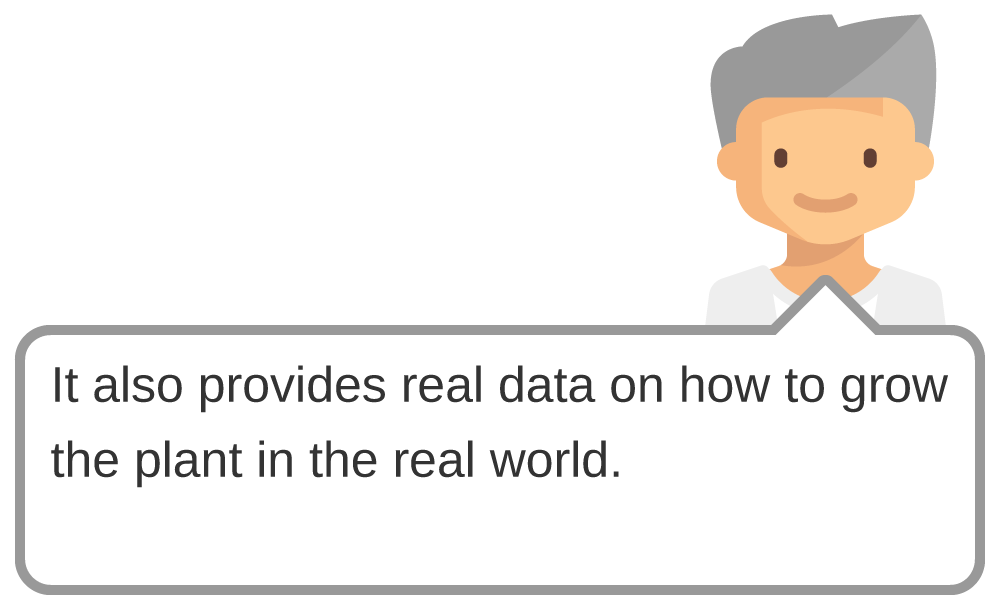 It also provides real data on how to grow
the plant in the real world.